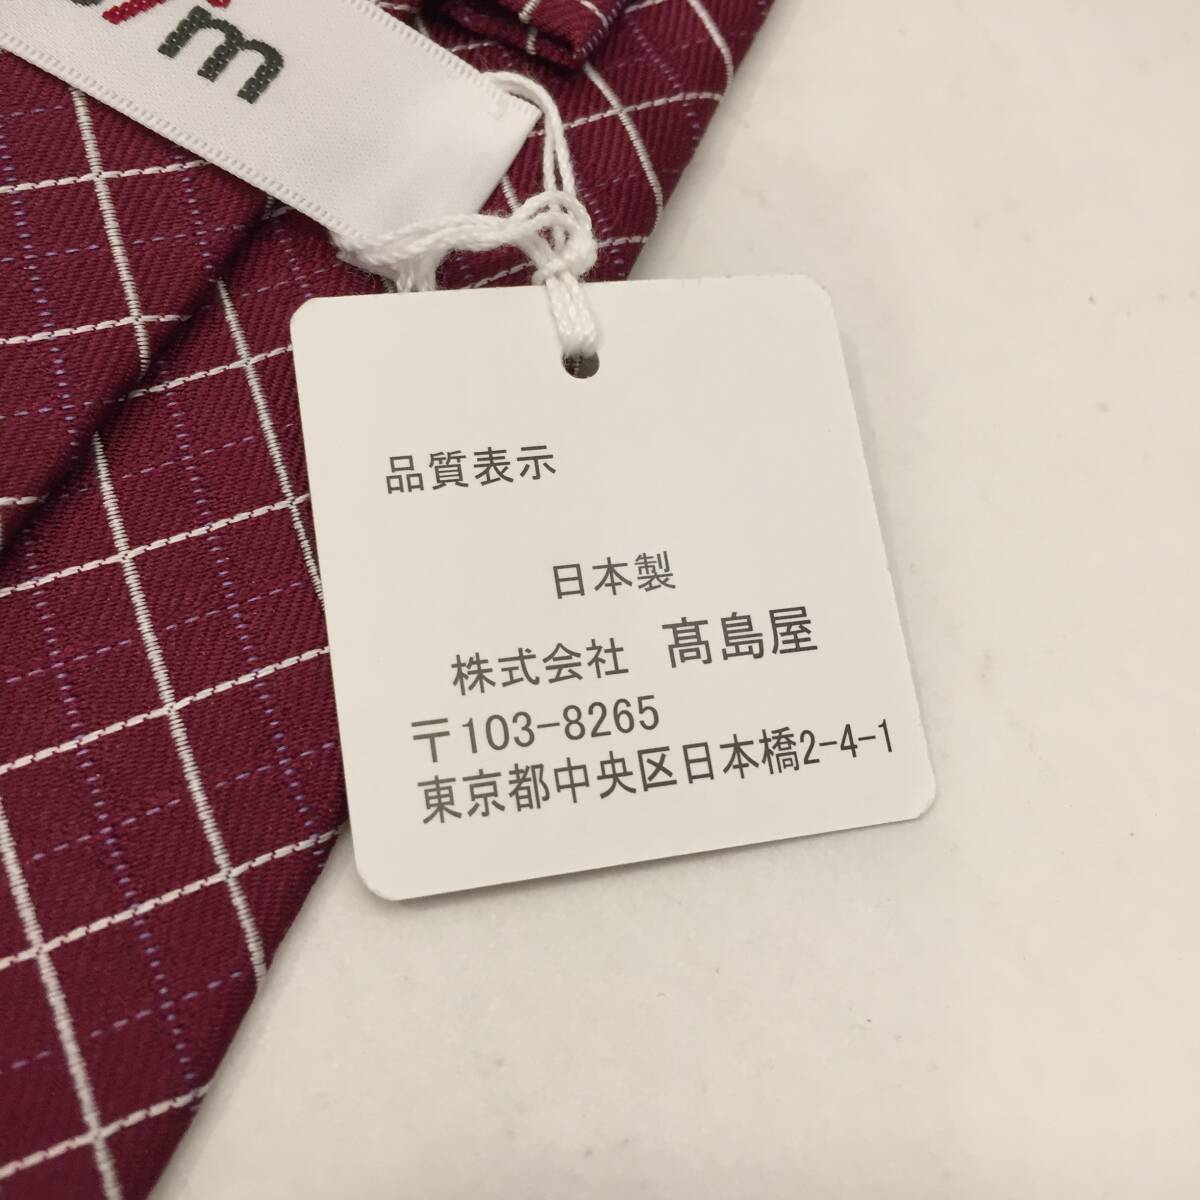 品質表示
日本製
株式会社 髙島屋
〒103-8265
東京都中央区日本橋2-4-1